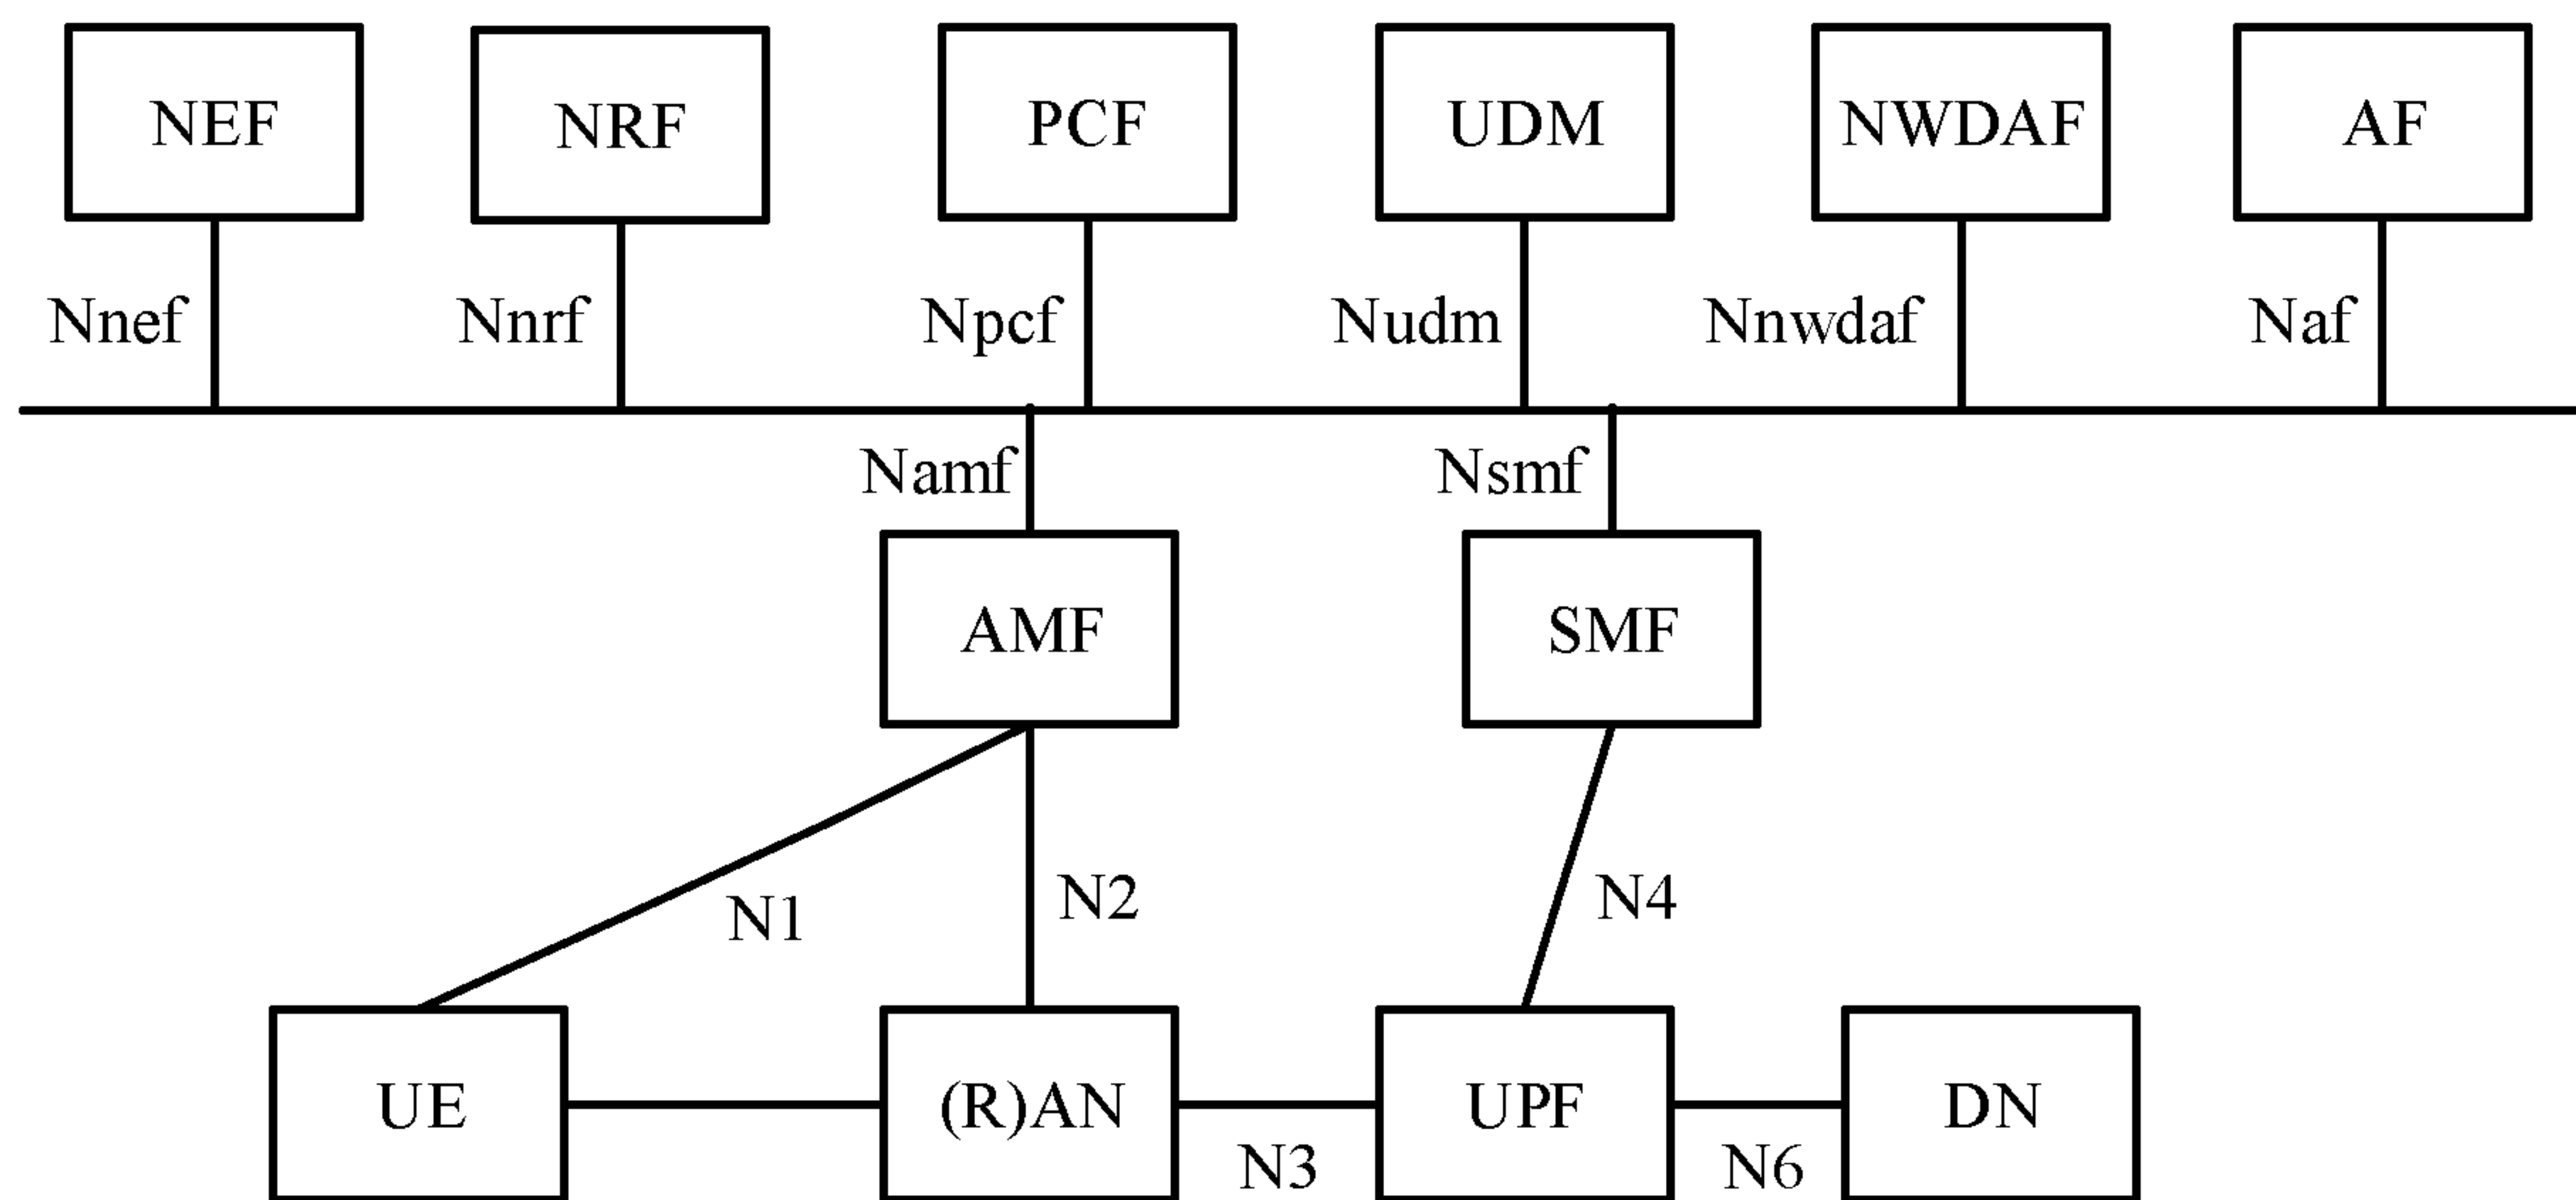 NEF NRF PCF UDM NWDAF AF
Nnef Nnrf Npcf Nudm Nnwdaf Naf
Namf Nsmf
AMF SMF
N1 N2 N4
UE (R)AN UPF DN
N3 N6